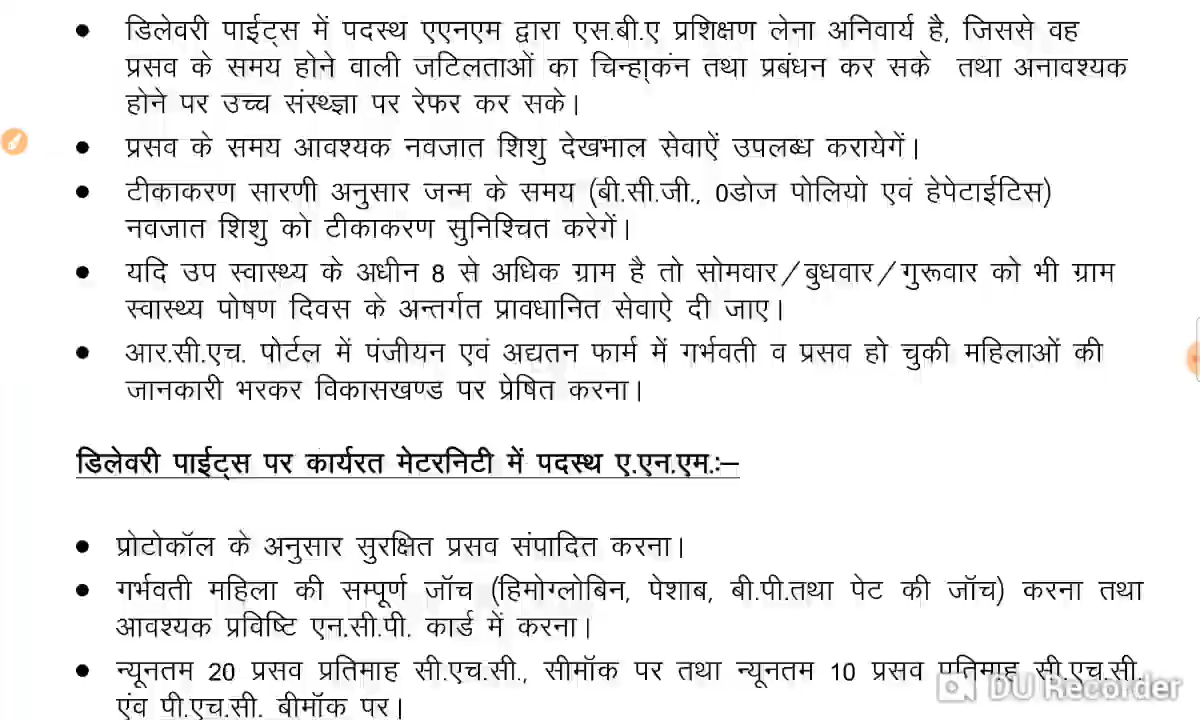 • डिलेवरी पाईट्स में पदस्थ एएनएम द्वारा एस.बी.ए प्रशिक्षण लेना अनिवार्य है, जिससे वह
प्रसव के समय होने वाली जटिलताओं का चिन्हा्कंन तथा प्रबंधन कर सके तथा अनावश्यक
होने पर उच्च संस्थ्ज्ञा पर रेफर कर सके।
• प्रसव के समय आवश्यक नवजात शिशु देखभाल सेवाऐं उपलब्ध करायेगें।
• टीकाकरण सारणी अनुसार जन्म के समय (बी.सी.जी., 0डोज पोलियो एवं हेपेटाईटिस)
नवजात शिशु को टीकाकरण सुनिश्चित करेगें।
• यदि उप स्वास्थ्य के अधीन 8 से अधिक ग्राम है तो सोमवार/बुधवार/गुरूवार को भी ग्राम
स्वास्थ्य पोषण दिवस के अन्तर्गत प्रावधानित सेवाऐ दी जाए।
• आर.सी.एच. पोर्टल में पंजीयन एवं अद्यतन फार्म में गर्भवती व प्रसव हो चुकी महिलाओं की
जानकारी भरकर विकासखण्ड पर प्रेषित करना।
डिलेवरी पाईट्स पर कार्यरत मेटरनिटी में पदस्थ ए.एन.एम.ः–
• प्रोटोकॉल के अनुसार सुरक्षित प्रसव संपादित करना।
• गर्भवती महिला की सम्पूर्ण जॉच (हिमोग्लोबिन, पेशाब, बी.पी.तथा पेट की जॉच) करना तथा
आवश्यक प्रविष्टि एन.सी.पी. कार्ड में करना।
• न्यूनतम 20 प्रसव प्रतिमाह सी.एच.सी., सीमॉक पर तथा न्यूनतम 10 प्रसव प्रतिमाह सी.एच.सी.
एंव पी.एच.सी. बीमॉक पर।
DU Recorder